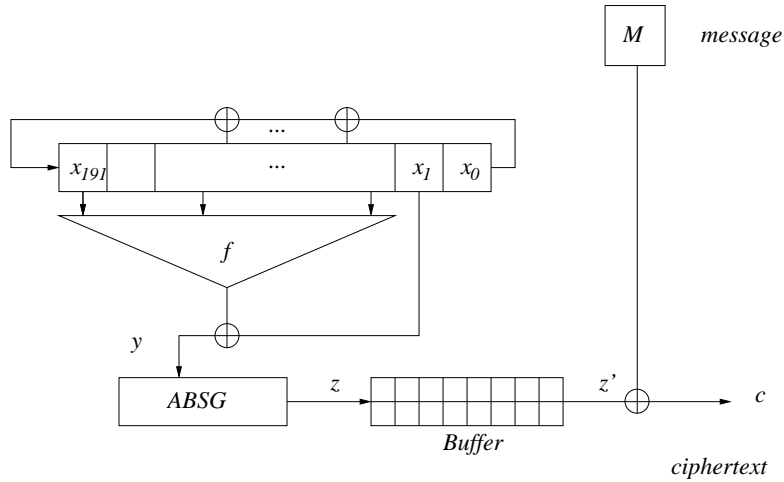 M message
...
x191 ... x1 x0
f
y
z z' c
ABSG
Buffer
ciphertext